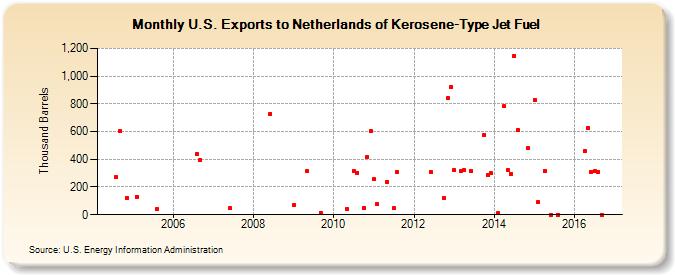 Monthly U.S. Exports to Netherlands of Kerosene-Type Jet Fuel
Thousand Barrels
1,200
1,000
800
600
400
200
0
2006 2008 2010 2012 2014 2016
Source: U.S. Energy Information Administration